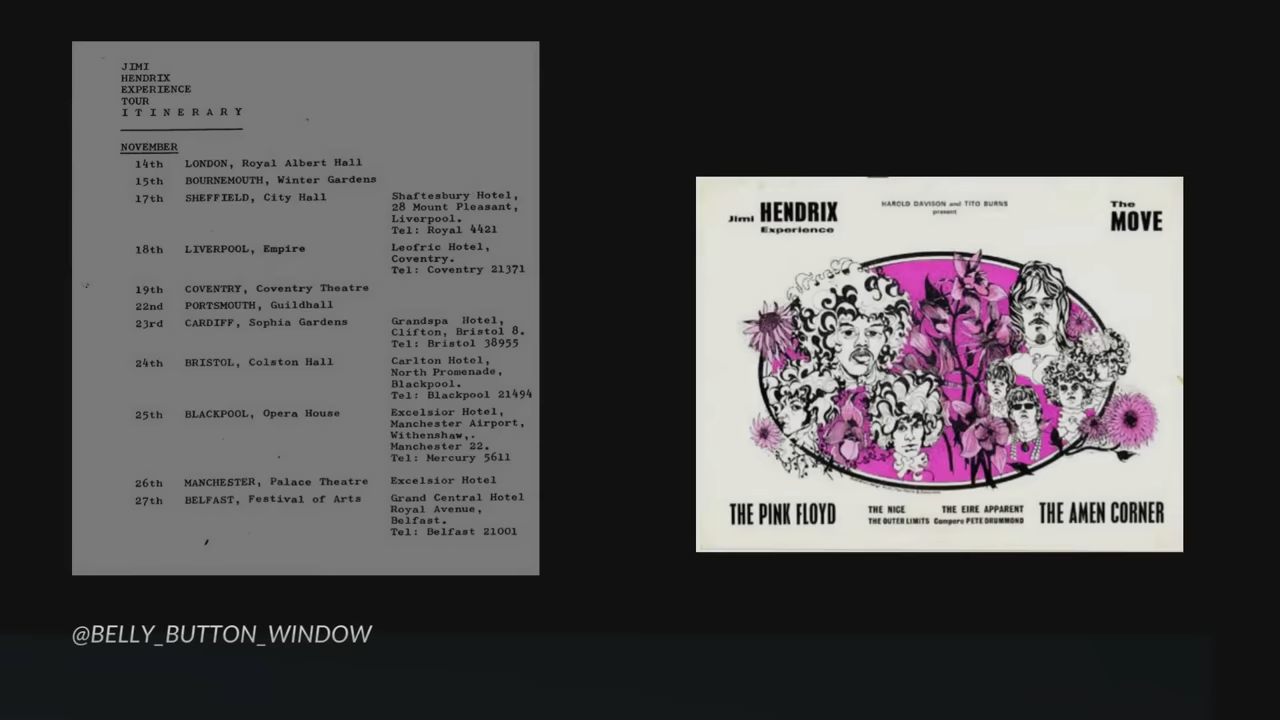 JIMI
HENDRIX
EXPERIENCE
TOUR
I T I N E R A R Y
NOVEMBER
14th LONDON, Royal Albert Hall
15th BOURNEMOUTH, Winter Gardens
17th SHEFFIELD, City Hall Shaftesbury Hotel,
28 Mount Pleasant,
Liverpool.
Tel: Royal 4421
18th LIVERPOOL, Empire Leofric Hotel,
Coventry.
Tel: Coventry 21371
19th COVENTRY, Coventry Theatre
22nd PORTSMOUTH, Guildhall
23rd CARDIFF, Sophia Gardens Grandspa Hotel,
Clifton, Bristol 8.
Tel: Bristol 38955
24th BRISTOL, Colston Hall Carlton Hotel,
North Promenade,
Blackpool.
Tel: Blackpool 21494
25th BLACKPOOL, Opera House Excelsior Hotel,
Manchester Airport,
Withenshaw,.
Manchester 22.
Tel: Mercury 5611
26th MANCHESTER, Palace Theatre Excelsior Hotel
27th BELFAST, Festival of Arts Grand Central Hotel
Royal Avenue,
Belfast.
Tel: Belfast 21001
Jimi HENDRIX
Experience
HAROLD DAVISON and TITO BURNS
present
The
MOVE
THE PINK FLOYD
THE NICE THE EIRE APPARENT
THE OUTER LIMITS Compere PETE DRUMMOND
THE AMEN CORNER
@BELLY_BUTTON_WINDOW